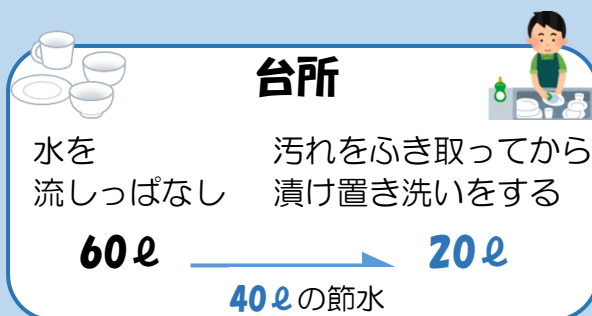 台所
水を
流しっぱなし
汚れをふき取ってから
漬け置き洗いをする
60ℓ
20ℓ
40ℓの節水